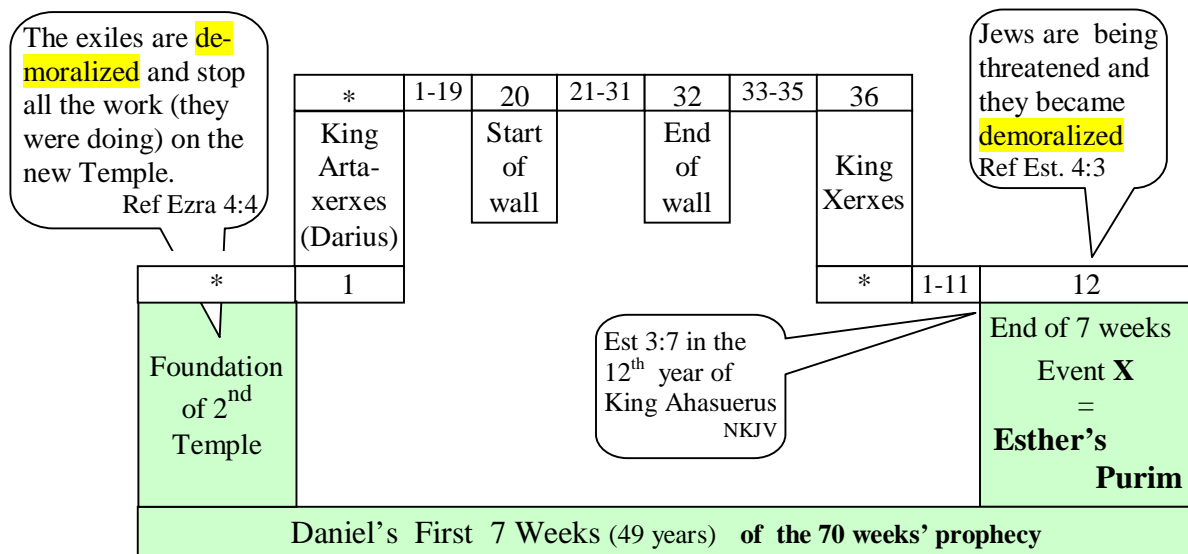 The exiles are de-
moralized and stop
all the work (they
were doing) on the
new Temple.
Ref Ezra 4:4
Jews are being
threatened and
they became
demoralized
Ref Est. 4:3
* 1-19 20 21-31 32 33-35 36
King
Arta-
xerxes
(Darius)
Start
of
wall
End
of
wall
King
Xerxes
* 1 * 1-11 12
Foundation
of 2nd
Temple
Est 3:7 in the
12th year of
King Ahasuerus
NKJV
End of 7 weeks
Event X
=
Esther's
Purim
Daniel's First 7 Weeks (49 years) of the 70 weeks' prophecy